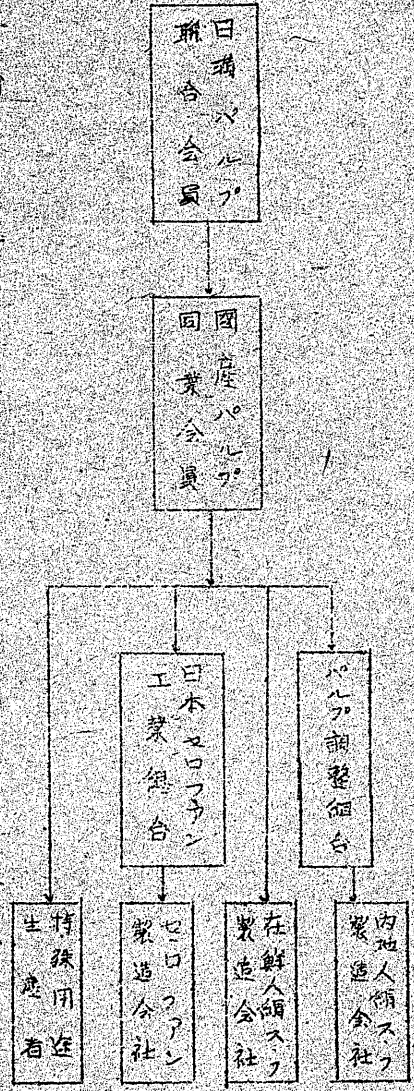 日満パルプ
聯合会員
國産パルプ
同業会員
パルプ調整組合
日本セロファン
工業組合
内地人絹スフ
製造会社
在鮮人絹スフ
製造会社
セロファン
製造会社
特殊用途
生産者